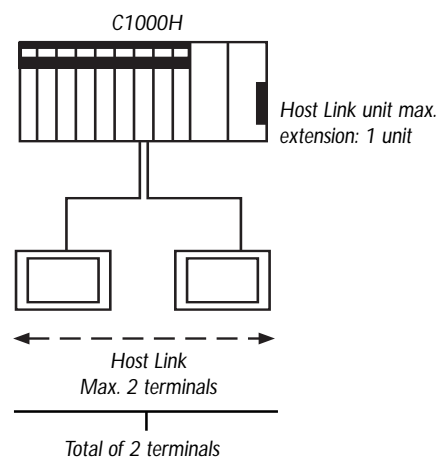 C1000H
Host Link unit max.
extension: 1 unit
Host Link
Max. 2 terminals
Total of 2 terminals